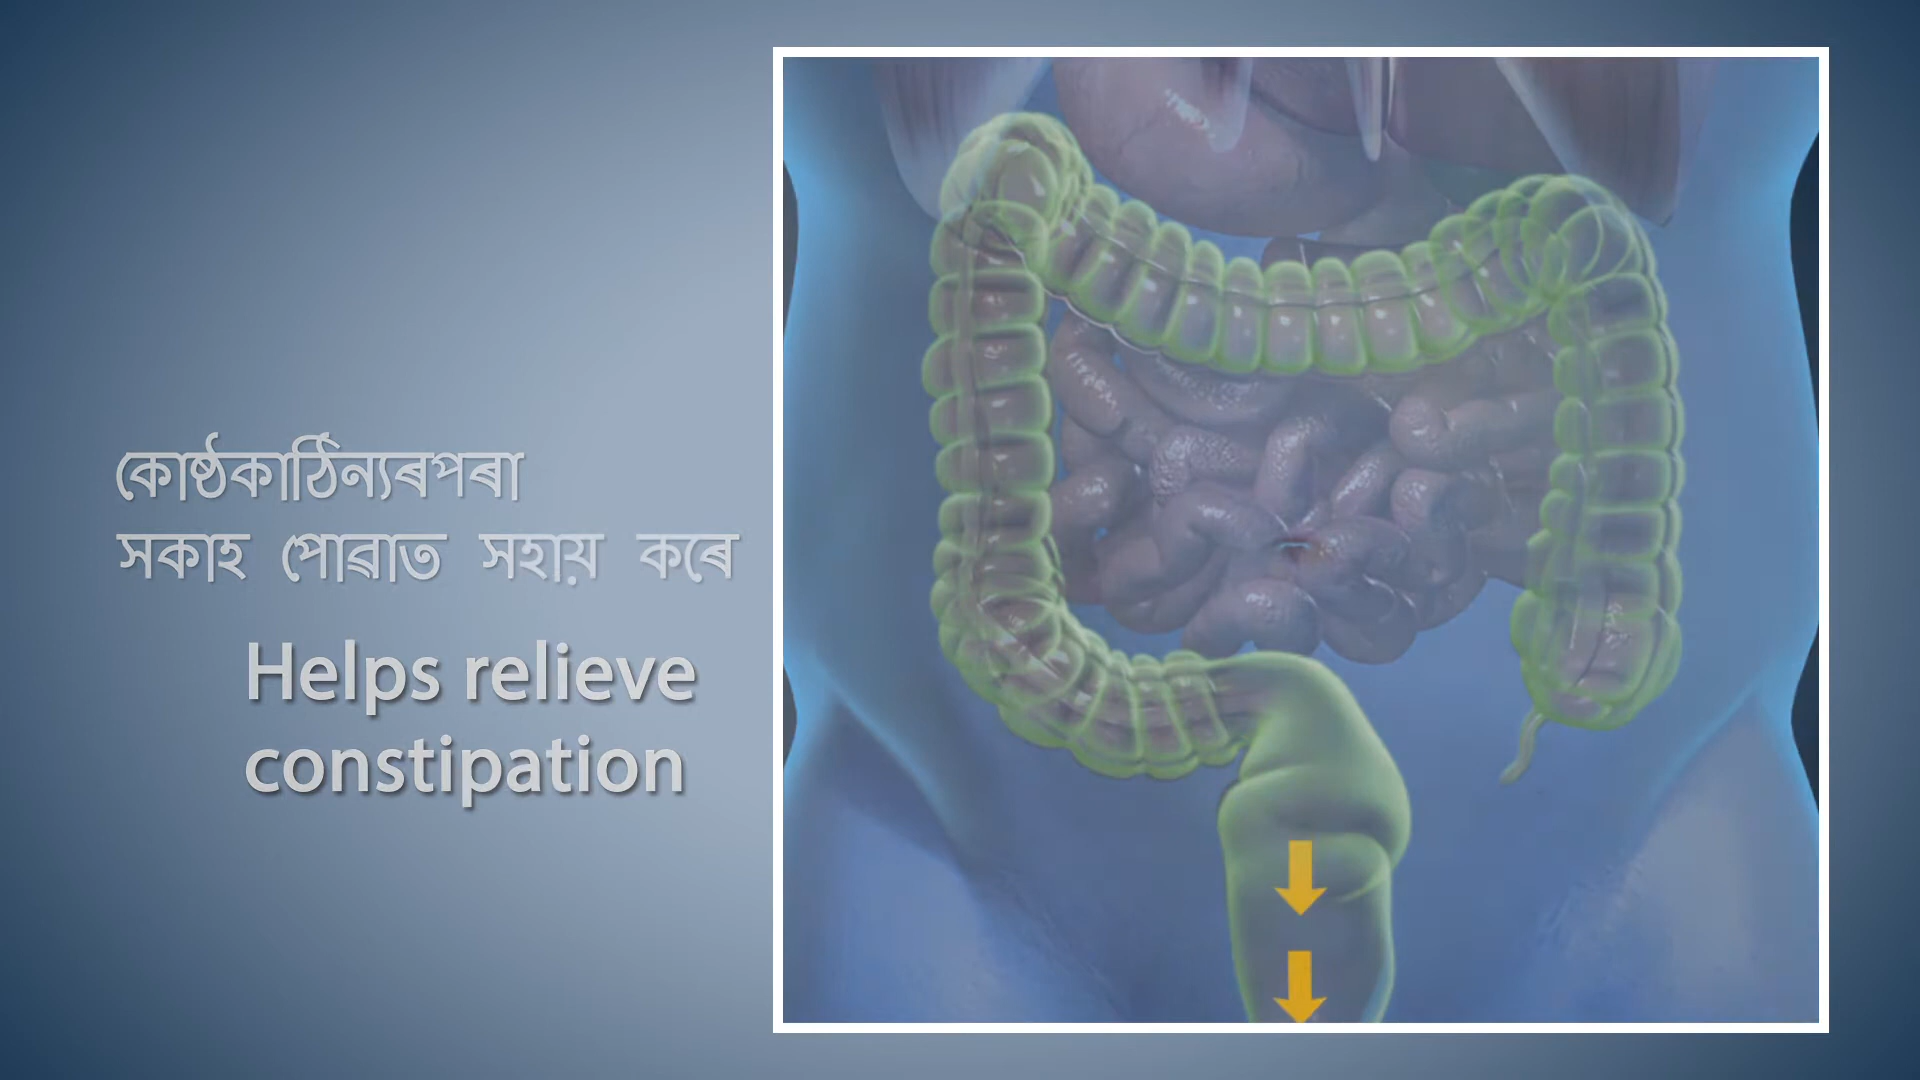 কোষ্ঠকাঠিন্যৰপৰা
সকাহ পোৱাত সহায় কৰে
Helps relieve
constipation